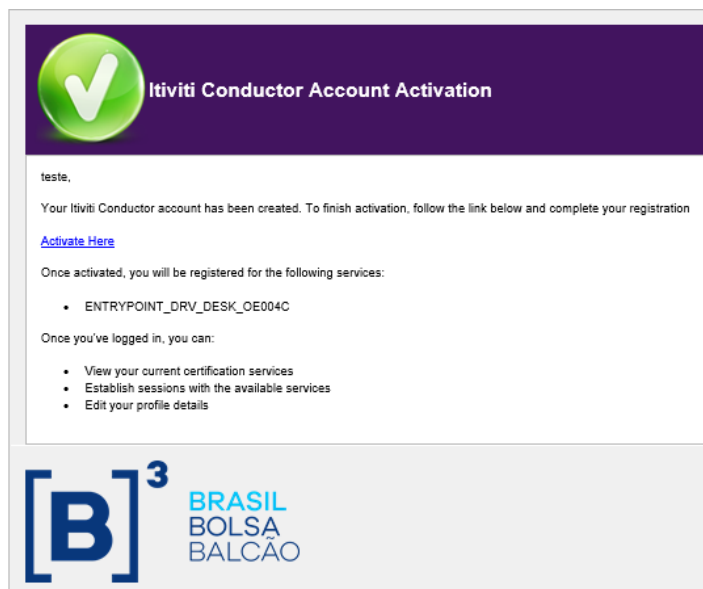 Itiviti Conductor Account Activation
teste,
Your Itiviti Conductor account has been created. To finish activation, follow the link below and complete your registration
Activate Here
Once activated, you will be registered for the following services:
• ENTRYPOINT_DRV_DESK_OE004C
Once you've logged in, you can:
• View your current certification services
• Establish sessions with the available services
• Edit your profile details
[B]³
BRASIL
BOLSA
BALCÃO